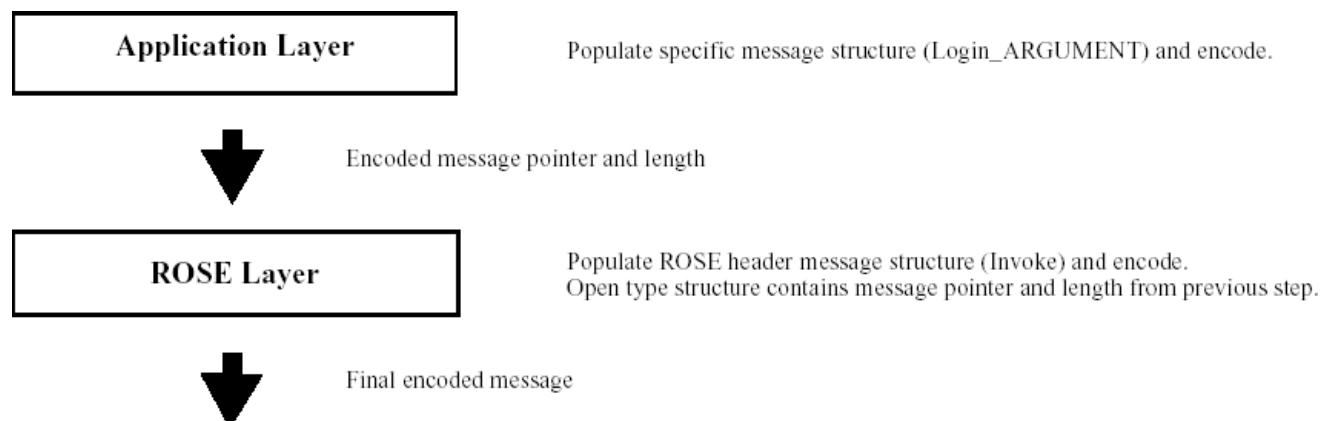 Application Layer
Populate specific message structure (Login_ARGUMENT) and encode.
Encoded message pointer and length
ROSE Layer
Populate ROSE header message structure (Invoke) and encode.
Open type structure contains message pointer and length from previous step.
Final encoded message